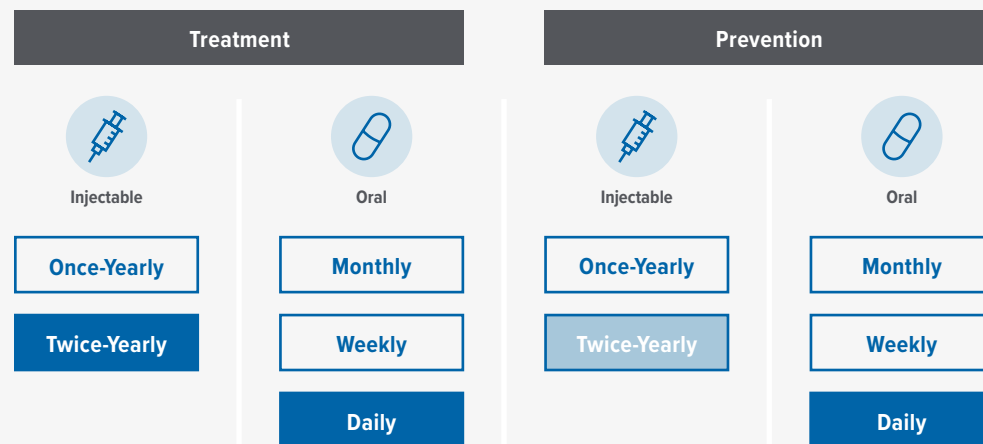 Treatment
Injectable
Once-Yearly
Twice-Yearly
Oral
Monthly
Weekly
Daily
Prevention
Injectable
Once-Yearly
Twice-Yearly
Oral
Monthly
Weekly
Daily